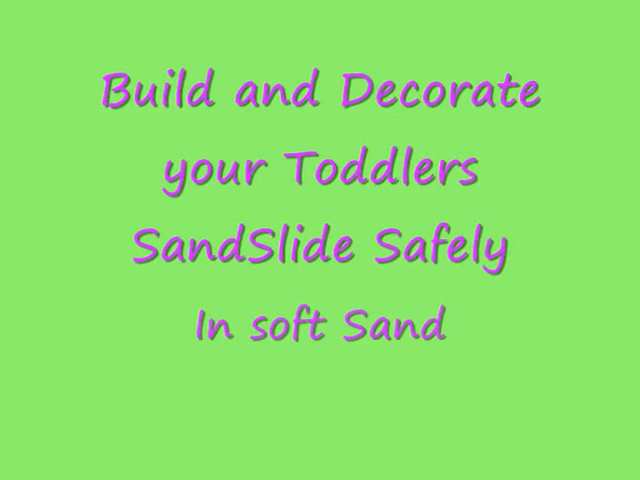 Build and Decorate
your Toddlers
SandSlide Safely
In soft Sand